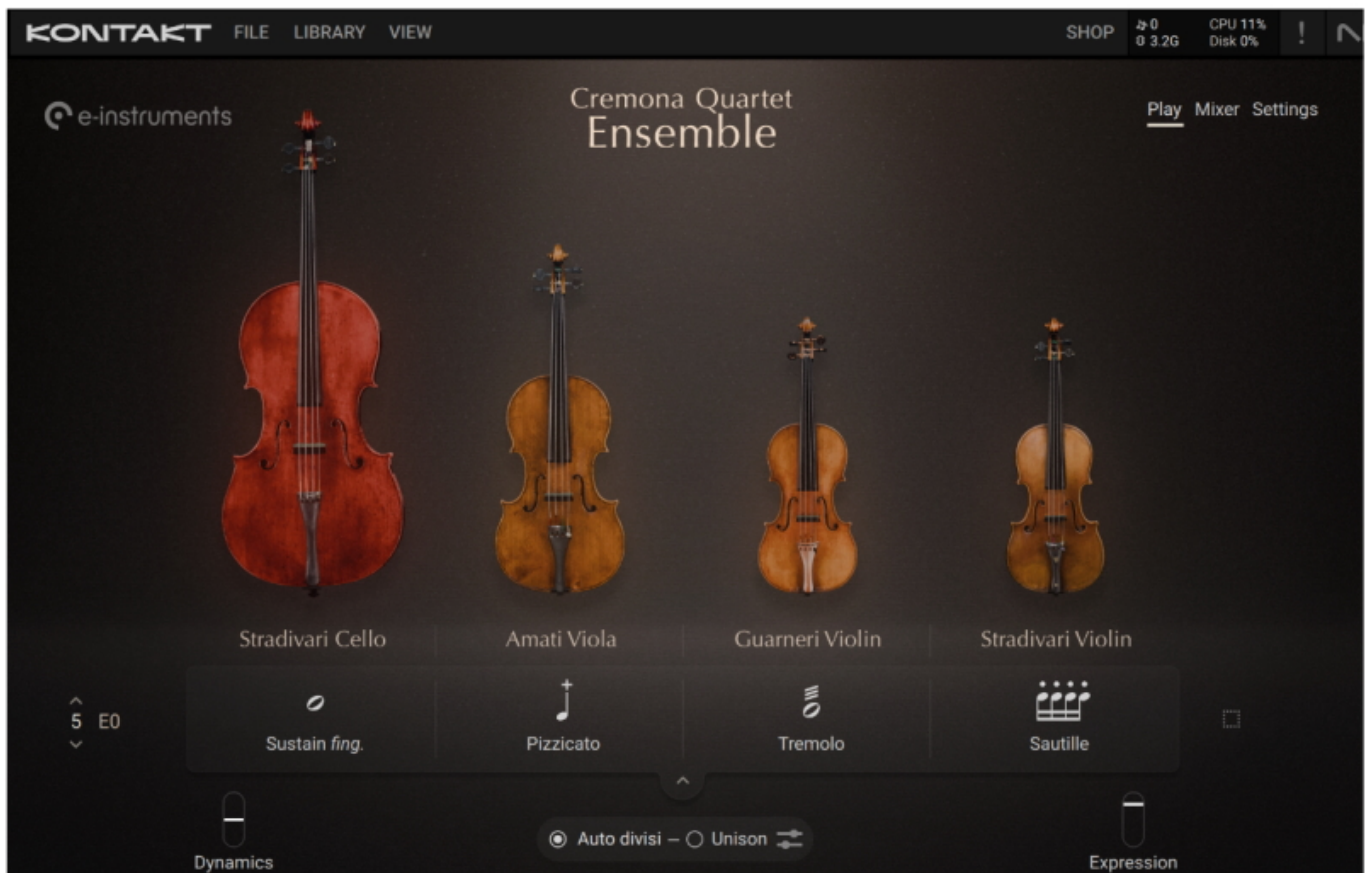 KONTAKT FILE LIBRARY VIEW SHOP 0 CPU 11%
3.2G Disk 0%
!
e-instruments
Cremona Quartet
Ensemble
Play Mixer Settings
Stradivari Cello Amati Viola Guarneri Violin Stradivari Violin
5 E0
Sustain fing. Pizzicato Tremolo Sautille
Auto divisi – Unison
Dynamics Expression